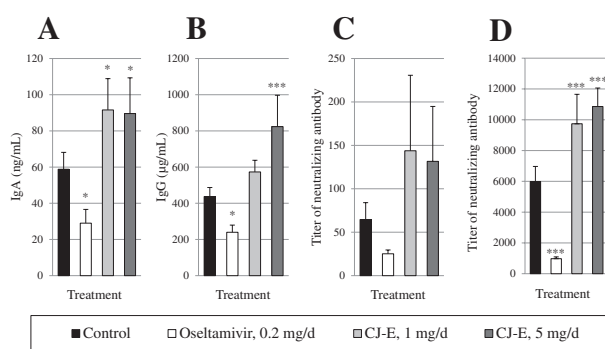 A
B
C
D
IgA (ng/mL)
120
100
80
60
40
20
0
*
*
*
Treatment
IgG (µg/mL)
1000
800
600
400
200
0
*
***
Treatment
Titer of neutralizing antibody
250
200
150
100
50
0
Treatment
Titer of neutralizing antibody
14000
12000
10000
8000
6000
4000
2000
0
***
***
***
Treatment
Control Oseltamivir, 0.2 mg/d CJ-E, 1 mg/d CJ-E, 5 mg/d